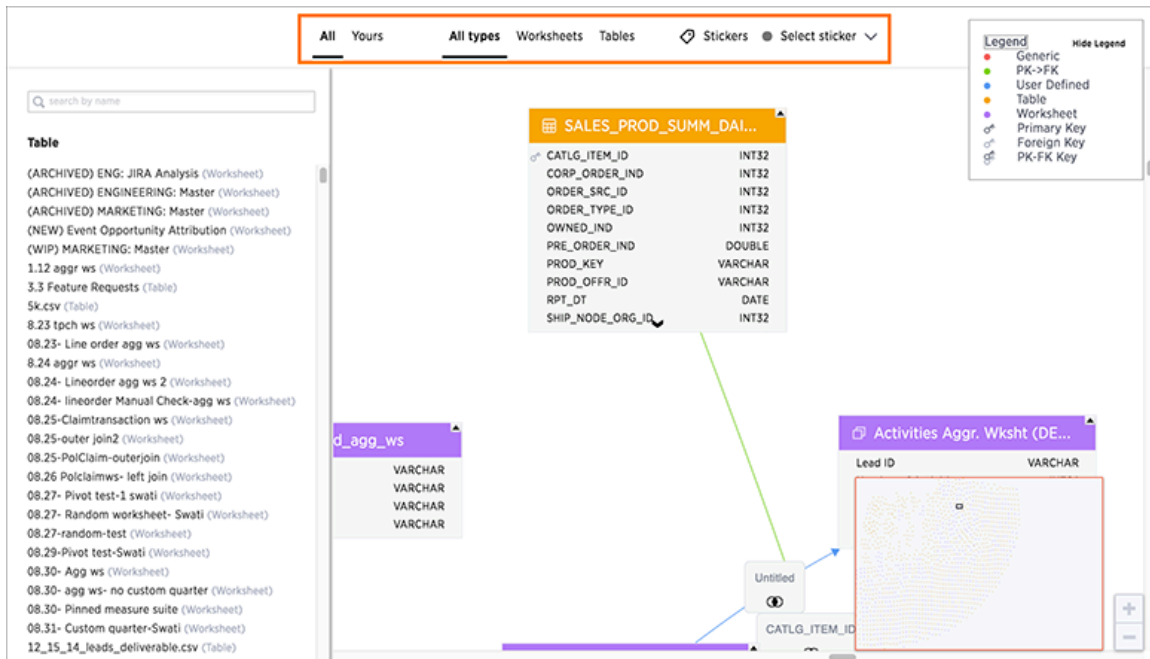 All Yours All types Worksheets Tables Stickers Select sticker
Legend Hide Legend
Generic
PK->FK
User Defined
Table
Worksheet
Primary Key
Foreign Key
PK-FK Key
search by name
Table
(ARCHIVED) ENG: JIRA Analysis (Worksheet)
(ARCHIVED) ENGINEERING: Master (Worksheet)
(ARCHIVED) MARKETING: Master (Worksheet)
(NEW) Event Opportunity Attribution (Worksheet)
(WIP) MARKETING: Master (Worksheet)
1.12 aggr ws (Worksheet)
3.3 Feature Requests (Table)
5k.csv (Table)
8.23 tpch ws (Worksheet)
08.23- Line order agg ws (Worksheet)
8.24 aggr ws (Worksheet)
08.24- Lineorder agg ws 2 (Worksheet)
08.24- lineorder Manual Check-agg ws (Worksheet)
08.25-Claimtransaction ws (Worksheet)
08.25-outer join2 (Worksheet)
08.25-PolClaim-outerjoin (Worksheet)
08.26 Polclaimws- left join (Worksheet)
08.27- Pivot test-1 swati (Worksheet)
08.27- Random worksheet- Swati (Worksheet)
08.27-random-test (Worksheet)
08.29-Pivot test-Swati (Worksheet)
08.30- Agg ws (Worksheet)
08.30- agg ws- no custom quarter (Worksheet)
08.30- Pinned measure suite (Worksheet)
08.31- Custom quarter-Swati (Worksheet)
12_15_14_leads_deliverable.csv (Table)
SALES_PROD_SUMM_DAI...
CATLG_ITEM_ID INT32
CORP_ORDER_IND INT32
ORDER_SRC_ID INT32
ORDER_TYPE_ID INT32
OWNED_IND INT32
PRE_ORDER_IND DOUBLE
PROD_KEY VARCHAR
PROD_OFFR_ID VARCHAR
RPT_DT DATE
SHIP_NODE_ORG_ID INT32
d_agg_ws
VARCHAR
VARCHAR
VARCHAR
VARCHAR
Activities Aggr. Wksht (DE...
Lead ID VARCHAR
Untitled
CATLG_ITEM_ID